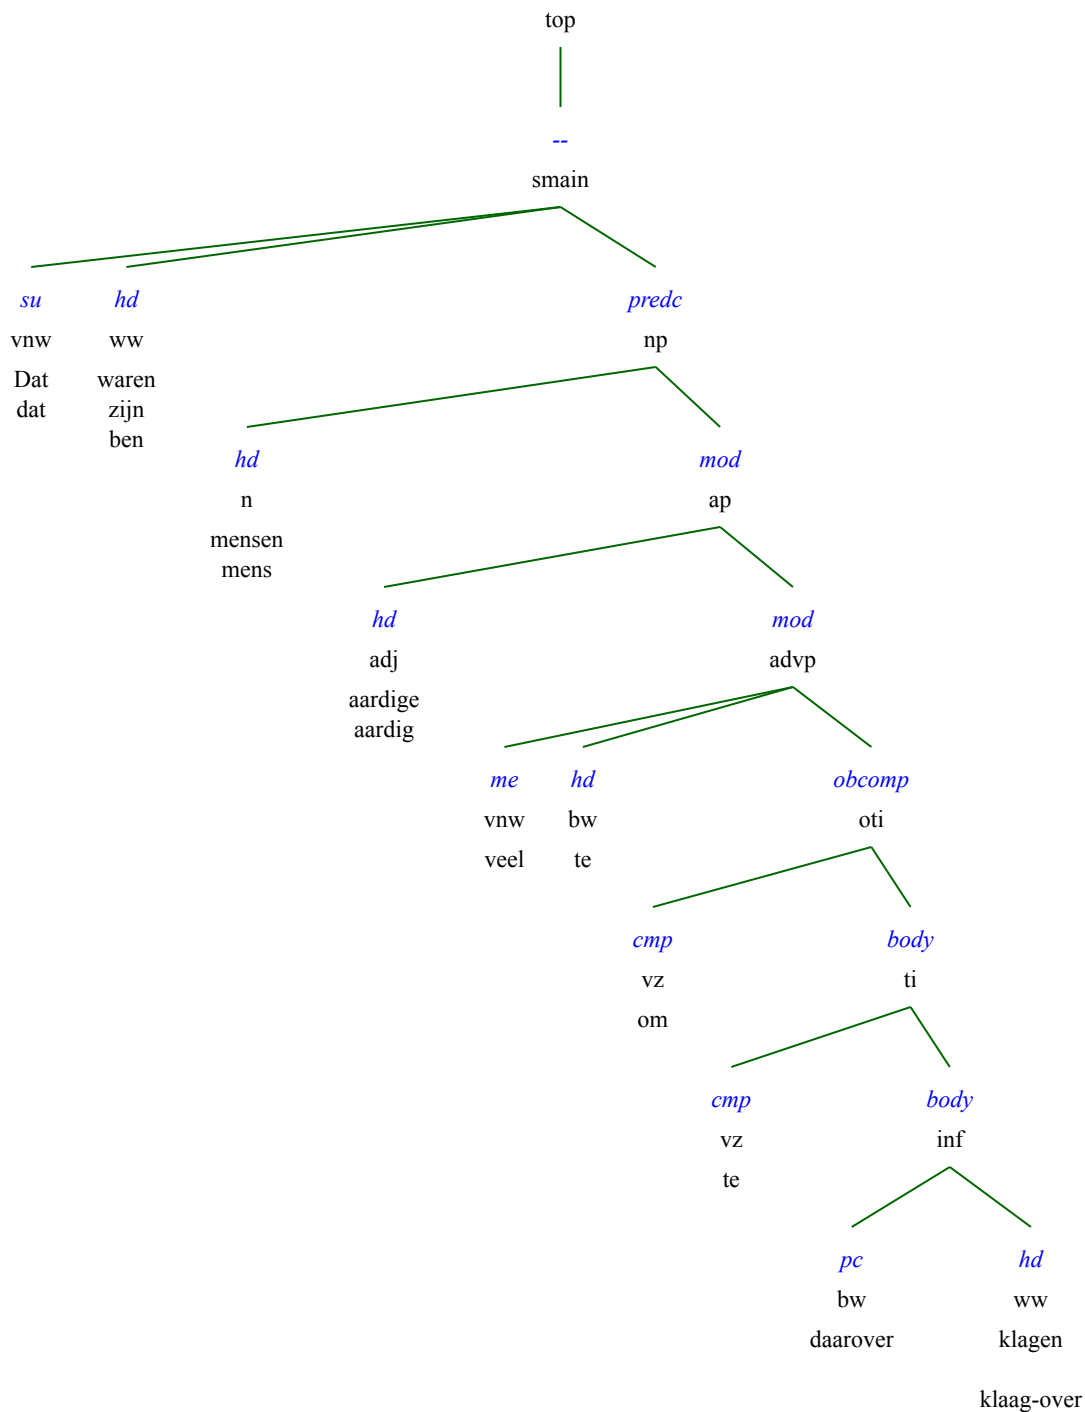 top
--
smain
su hd predc
vnw ww np
Dat waren
dat zijn
ben
hd mod
n ap
mensen
mens
hd mod
adj advp
aardige
aardig
me hd obcomp
vnw bw oti
veel te
cmp body
vz ti
om
cmp body
vz inf
te
pc hd
bw ww
daarover klagen
klaag-over